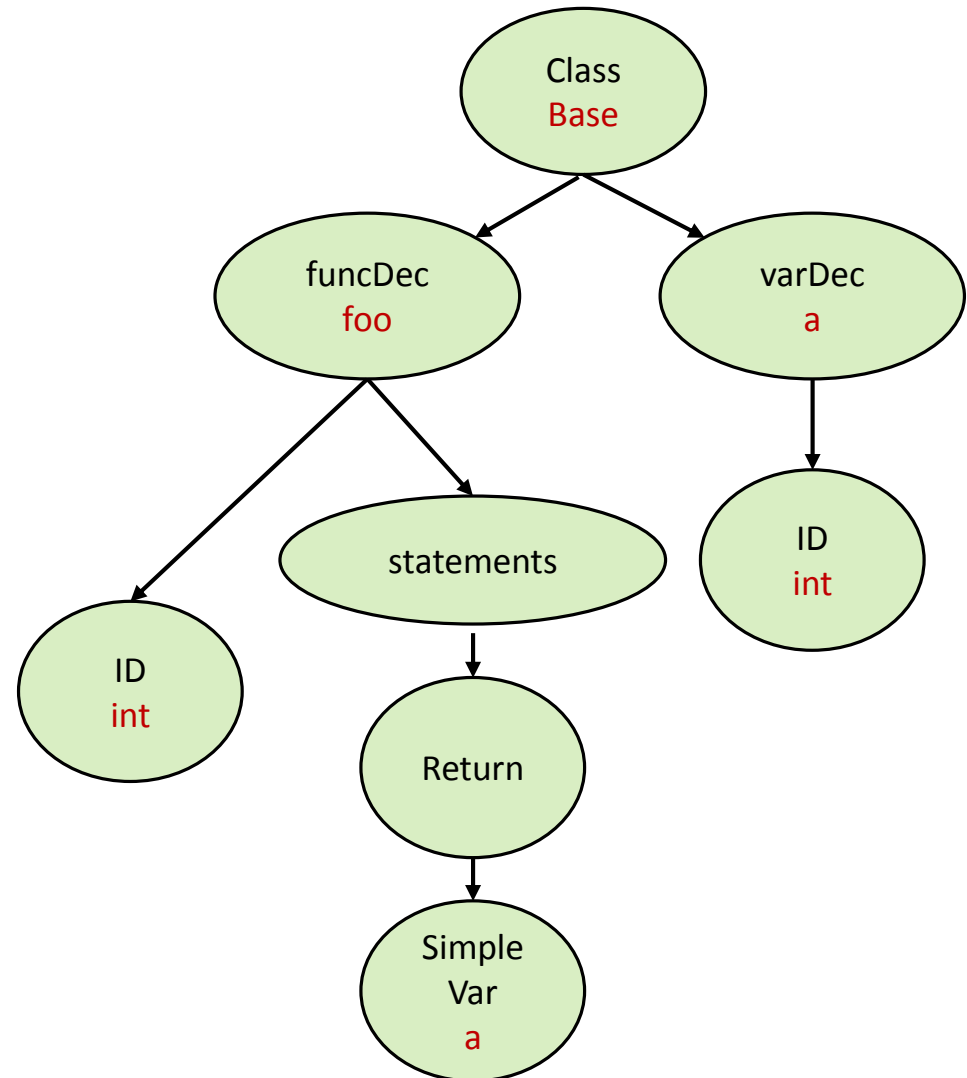 Class
Base
funcDec
foo
varDec
a
statements
ID
int
ID
int
Return
Simple
Var
a